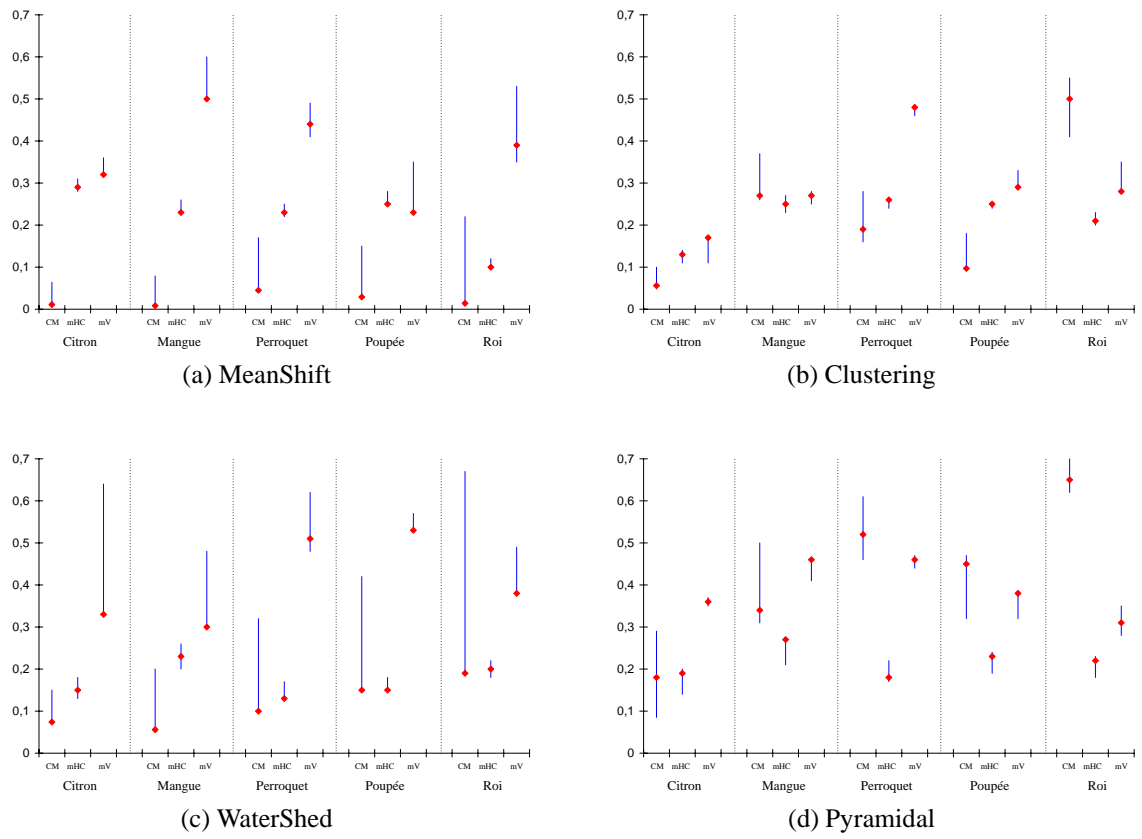 0,7
0,6
0,5
0,4
0,3
0,2
0,1
0
CM mHC mV CM mHC mV CM mHC mV CM mHC mV CM mHC mV
Citron Mangue Perroquet Poupée Roi
(a) MeanShift
0,7
0,6
0,5
0,4
0,3
0,2
0,1
0
CM mHC mV CM mHC mV CM mHC mV CM mHC mV CM mHC mV
Citron Mangue Perroquet Poupée Roi
(b) Clustering
0,7
0,6
0,5
0,4
0,3
0,2
0,1
0
CM mHC mV CM mHC mV CM mHC mV CM mHC mV CM mHC mV
Citron Mangue Perroquet Poupée Roi
(c) WaterShed
0,7
0,6
0,5
0,4
0,3
0,2
0,1
0
CM mHC mV CM mHC mV CM mHC mV CM mHC mV CM mHC mV
Citron Mangue Perroquet Poupée Roi
(d) Pyramidal